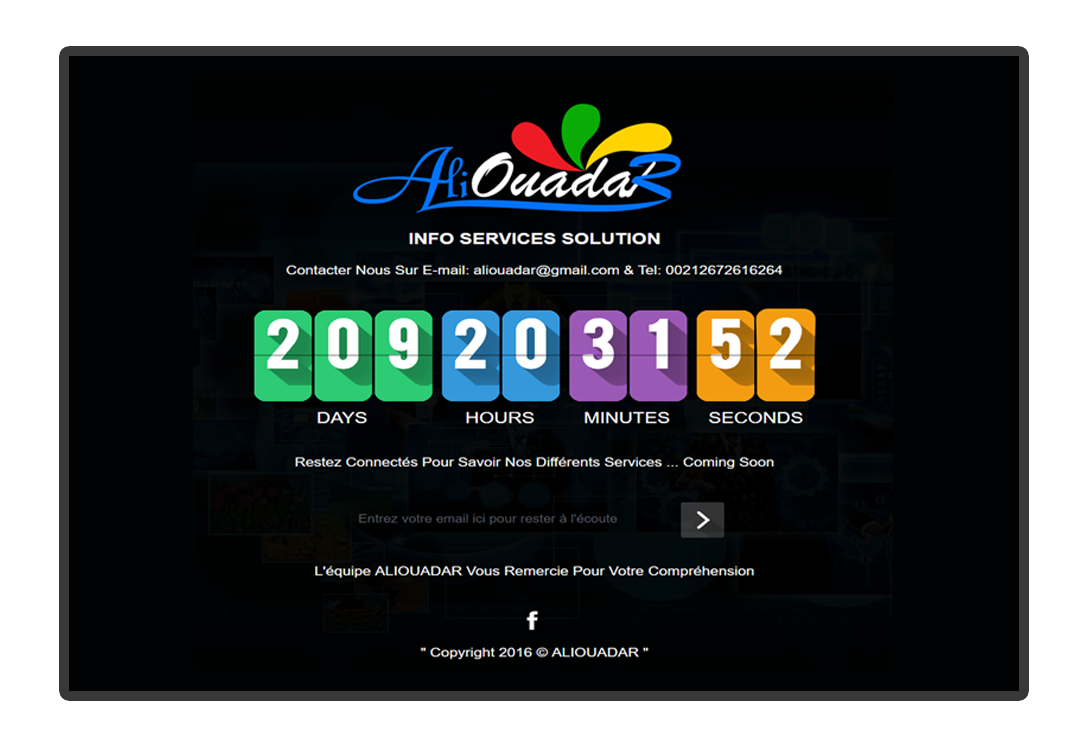 AliOuadaR
INFO SERVICES SOLUTION
Contacter Nous Sur E-mail: aliouadar@gmail.com & Tel: 00212672616264
209 20 31 52
DAYS HOURS MINUTES SECONDS
Restez Connectés Pour Savoir Nos Différents Services ... Coming Soon
Entrez votre email ici pour rester à l'écoute
L'équipe ALIOUADAR Vous Remercie Pour Votre Compréhension
f
" Copyright 2016 © ALIOUADAR "